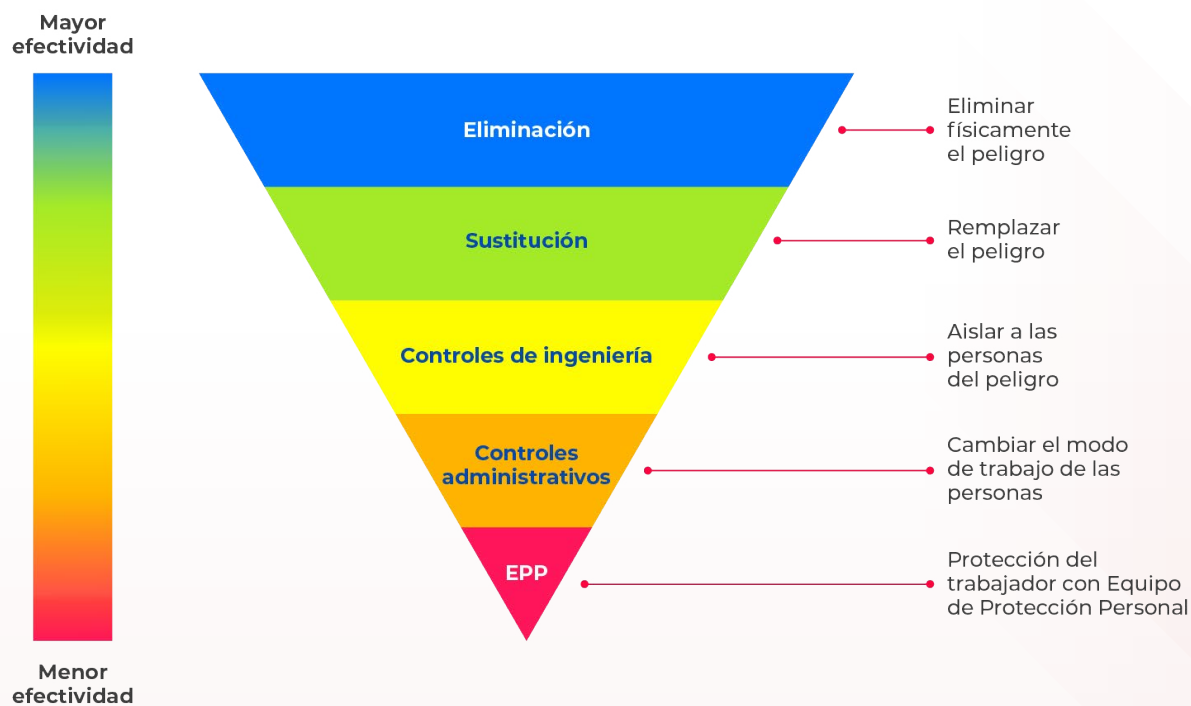 Mayor
efectividad
Eliminación
Eliminar
físicamente
el peligro
Sustitución
Remplazar
el peligro
Controles de ingeniería
Aislar a las
personas
del peligro
Controles
administrativos
Cambiar el modo
de trabajo de las
personas
EPP
Protección del
trabajador con Equipo
de Protección Personal
Menor
efectividad